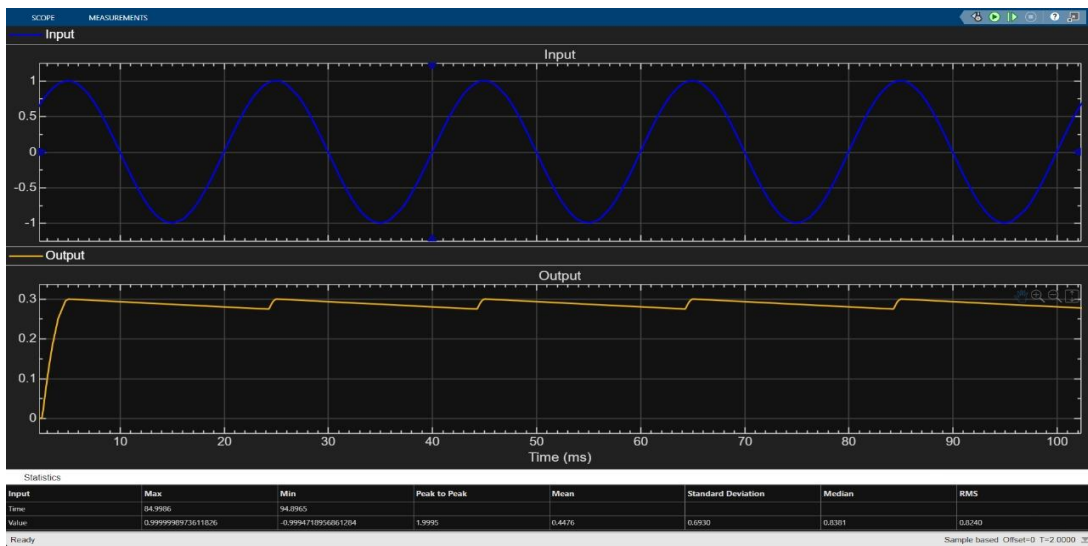 SCOPE MEASUREMENTS
Input
Input
1
0.5
0
-0.5
-1
Output
Output
0.3
0.2
0.1
0
10 20 30 40 50 60 70 80 90 100
Time (ms)
Statistics
Input Max Min Peak to Peak Mean Standard Deviation Median RMS
Time 84.9986 94.8965
Value 0.9999998973611826 -0.9994718956861284 1.9995 0.4476 0.6930 0.8381 0.8240
Ready Sample based Offset=0 T=2.0000